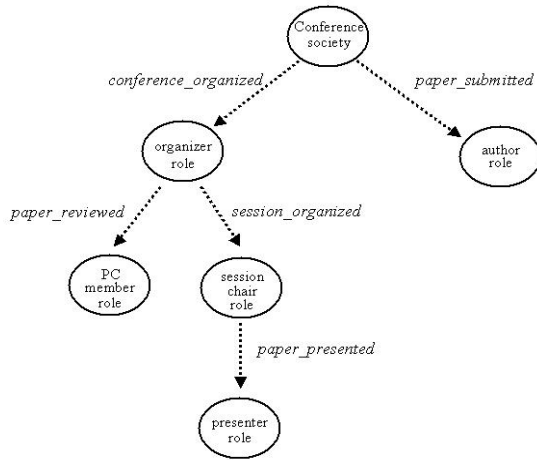 Conference
society
conference_organized
paper_submitted
organizer
role
author
role
paper_reviewed
session_organized
PC
member
role
session
chair
role
paper_presented
presenter
role